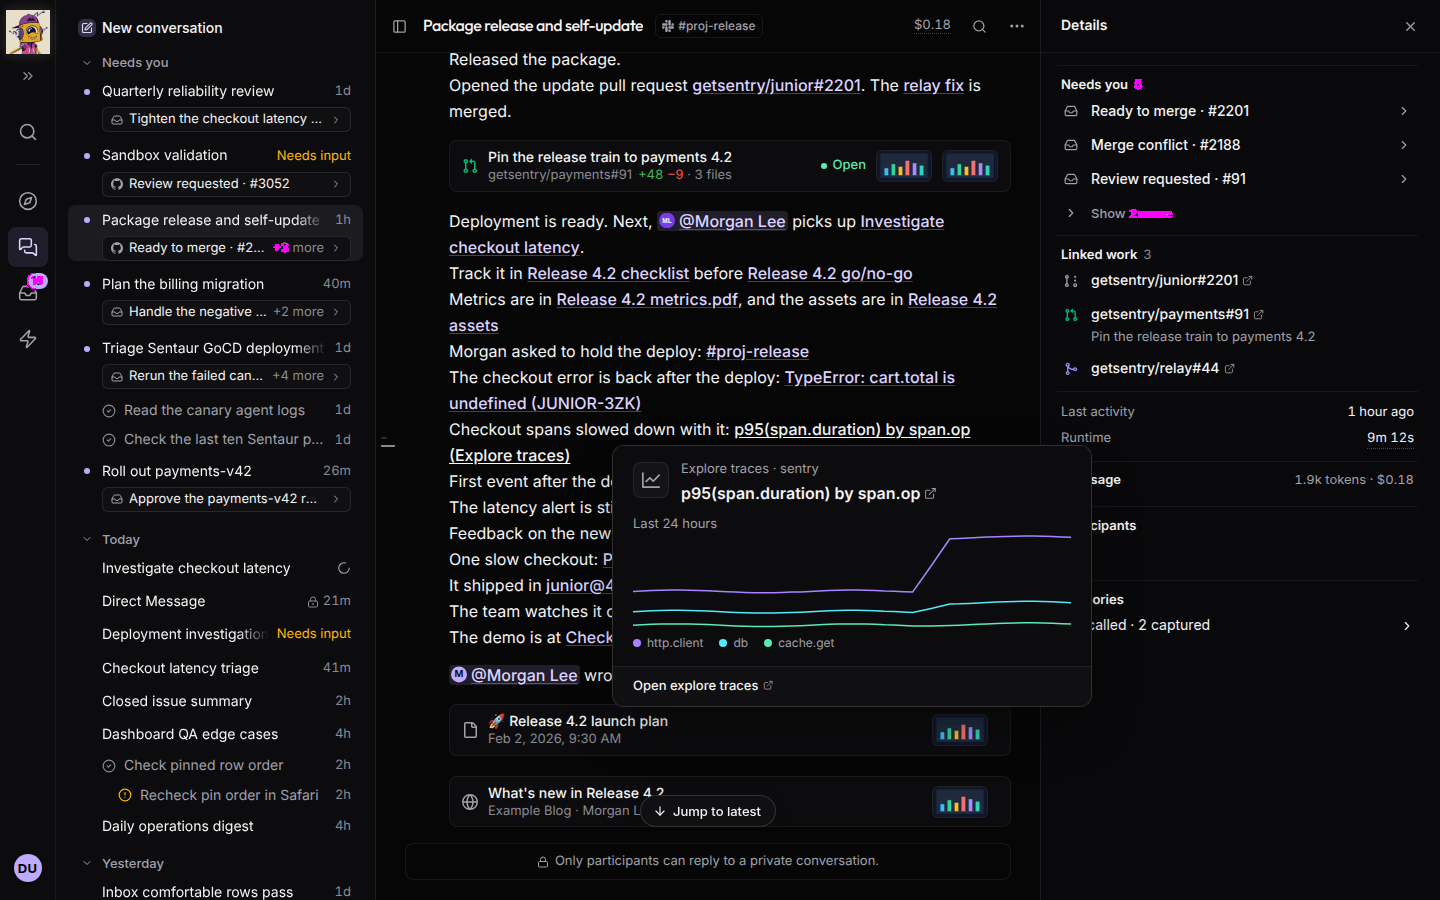 New conversation
Needs you
Quarterly reliability review 1d
Tighten the checkout latency ...
Sandbox validation Needs input
Review requested · #3052
Package release and self-update 1h
Ready to merge · #2... more
Plan the billing migration 40m
Handle the negative ... +2 more
Triage Sentaur GoCD deployment 1d
Rerun the failed can... +4 more
Read the canary agent logs 1d
Check the last ten Sentaur p... 1d
Roll out payments-v42 26m
Approve the payments-v42 r...
Today
Investigate checkout latency
Direct Message 21m
Deployment investigation Needs input
Checkout latency triage 41m
Closed issue summary 2h
Dashboard QA edge cases 4h
Check pinned row order 2h
Recheck pin order in Safari 2h
Daily operations digest 4h
Yesterday
Inbox comfortable rows pass 1d
DU
Package release and self-update #proj-release $0.18
Released the package.
Opened the update pull request getsentry/junior#2201. The relay fix is
merged.
Pin the release train to payments 4.2
getsentry/payments#91 +48 −9 · 3 files
Open
Deployment is ready. Next, ML @Morgan Lee picks up Investigate
checkout latency.
Track it in Release 4.2 checklist before Release 4.2 go/no-go
Metrics are in Release 4.2 metrics.pdf, and the assets are in Release 4.2
assets
Morgan asked to hold the deploy: #proj-release
The checkout error is back after the deploy: TypeError: cart.total is
undefined (JUNIOR-3ZK)
Checkout spans slowed down with it: p95(span.duration) by span.op
(Explore traces)
First event after the d
The latency alert is sti
Feedback on the new
One slow checkout: P
It shipped in junior@4
The team watches it o
The demo is at Check
M @Morgan Lee wro
Explore traces · sentry
p95(span.duration) by span.op
Last 24 hours
http.client db cache.get
Open explore traces
🚀 Release 4.2 launch plan
Feb 2, 2026, 9:30 AM
What's new in Release 4.2
Example Blog · Morgan L
Jump to latest
Only participants can reply to a private conversation.
Details
Needs you
Ready to merge · #2201
Merge conflict · #2188
Review requested · #91
Show
Linked work 3
getsentry/junior#2201
getsentry/payments#91
Pin the release train to payments 4.2
getsentry/relay#44
Last activity 1 hour ago
Runtime 9m 12s
sage 1.9k tokens · $0.18
cipants
ories
called · 2 captured